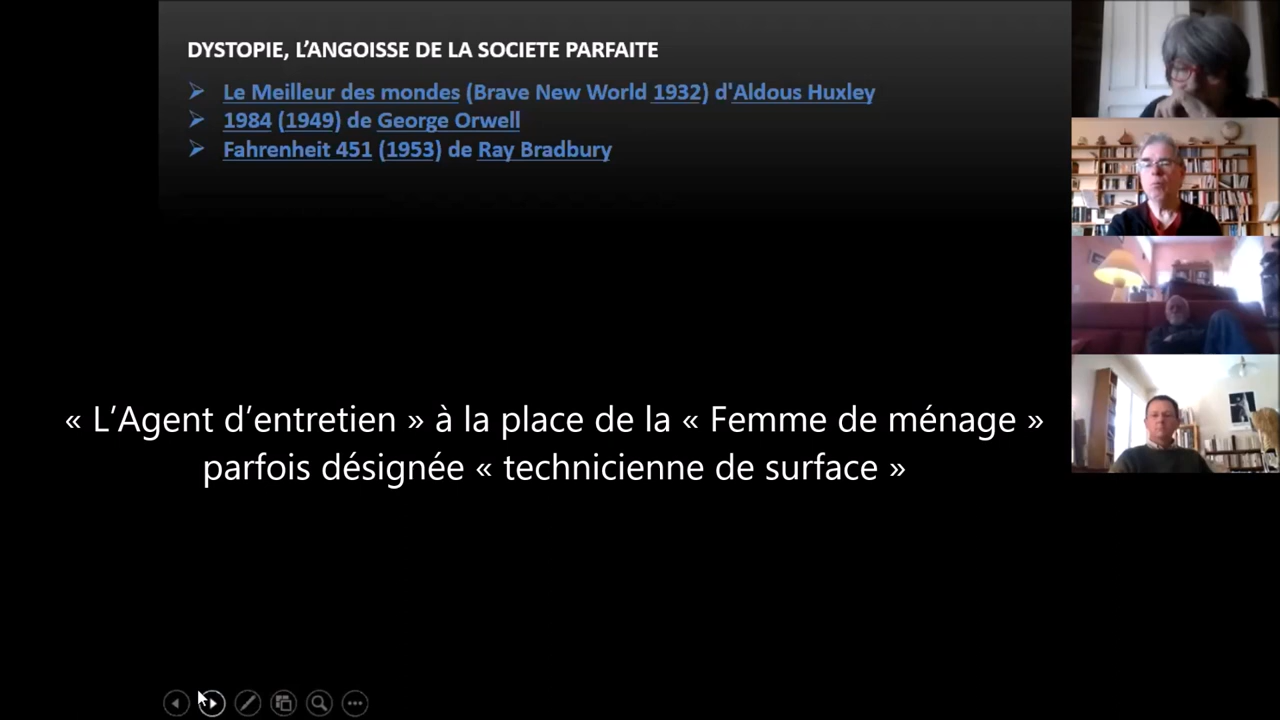 DYSTOPIE, L’ANGOISSE DE LA SOCIETE PARFAITE
Le Meilleur des mondes (Brave New World 1932) d'Aldous Huxley
1984 (1949) de George Orwell
Fahrenheit 451 (1953) de Ray Bradbury
« L’Agent d’entretien » à la place de la « Femme de ménage »
parfois désignée « technicienne de surface »